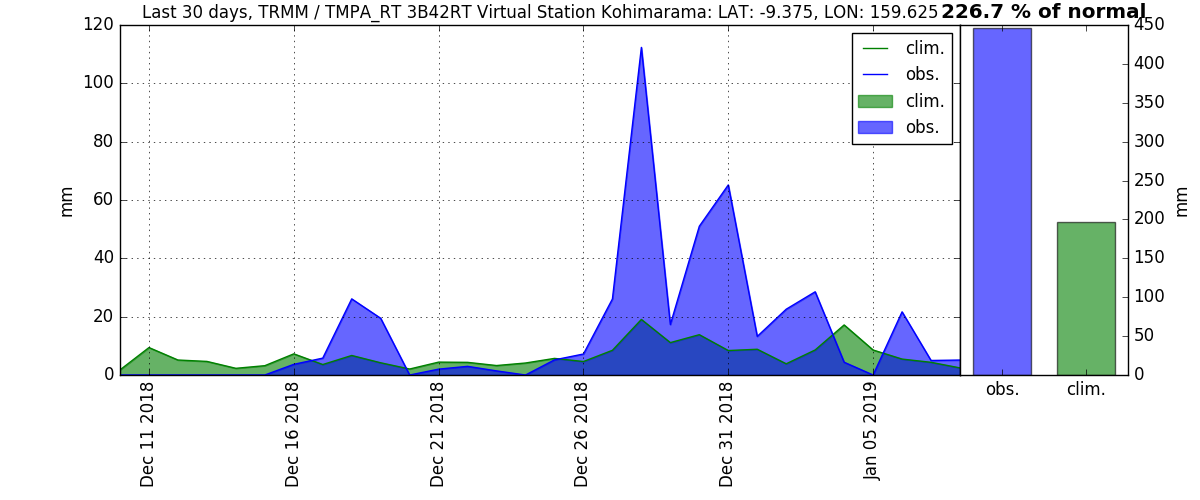 Last 30 days, TRMM / TMPA_RT 3B42RT Virtual Station Kohimarama: LAT: -9.375, LON: 159.625
226.7 % of normal
120
100
80
60
40
20
0
mm
clim.
obs.
clim.
obs.
Dec 11 2018
Dec 16 2018
Dec 21 2018
Dec 26 2018
Dec 31 2018
Jan 05 2019
450
400
350
300
250
200
150
100
50
0
mm
obs.
clim.